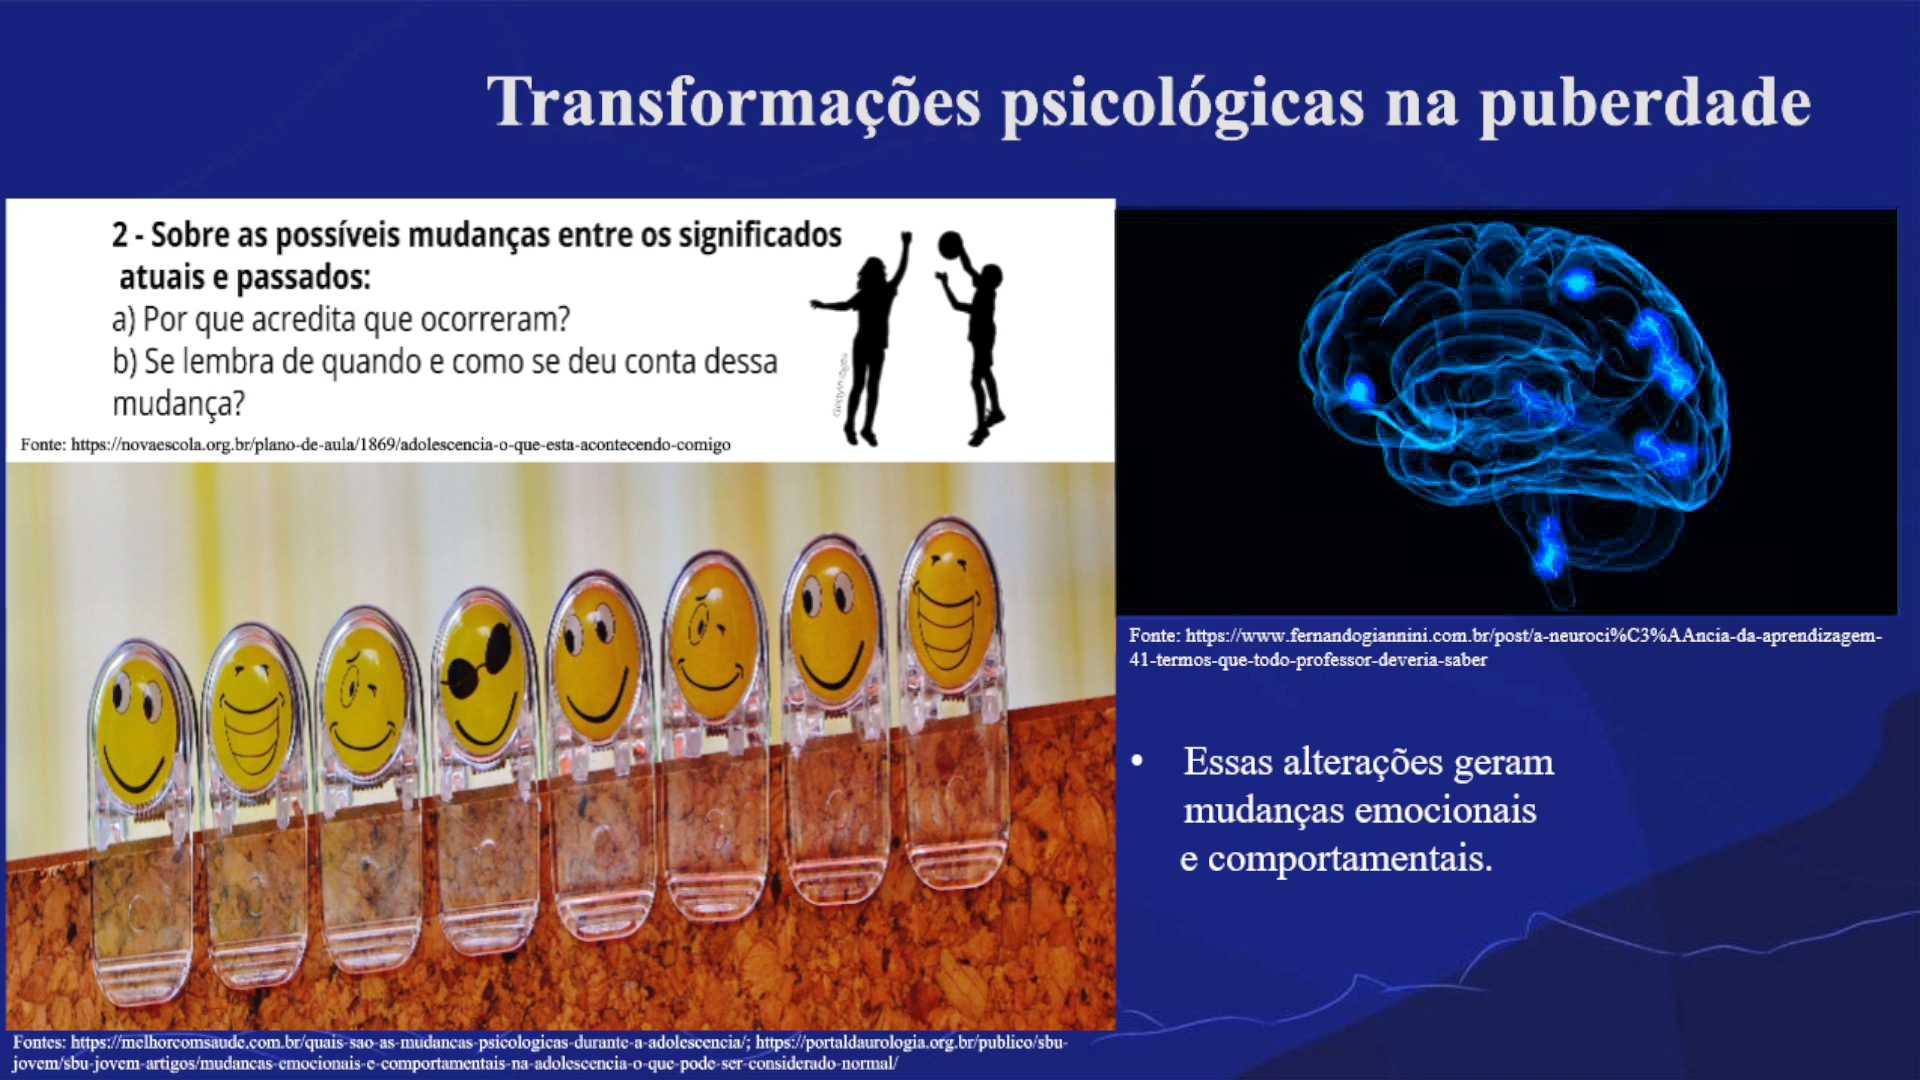 Transformações psicológicas na puberdade
2 - Sobre as possíveis mudanças entre os significados
atuais e passados:
a) Por que acredita que ocorreram?
b) Se lembra de quando e como se deu conta dessa
mudança?
Fonte: https://novaescola.org.br/plano-de-aula/1869/adolescencia-o-que-esta-acontecendo-comigo
Fonte: https://www.fernandogiannini.com.br/post/a-neuroci%C3%AAncia-da-aprendizagem-
41-termos-que-todo-professor-deveria-saber
• Essas alterações geram
mudanças emocionais
e comportamentais.
Fontes: https://melhorcomsaude.com.br/quais-sao-as-mudancas-psicologicas-durante-a-adolescencia/; https://portaldaurologia.org.br/publico/sbu-
jovem/sbu-jovem-artigos/mudancas-emocionais-e-comportamentais-na-adolescencia-o-que-pode-ser-considerado-normal/